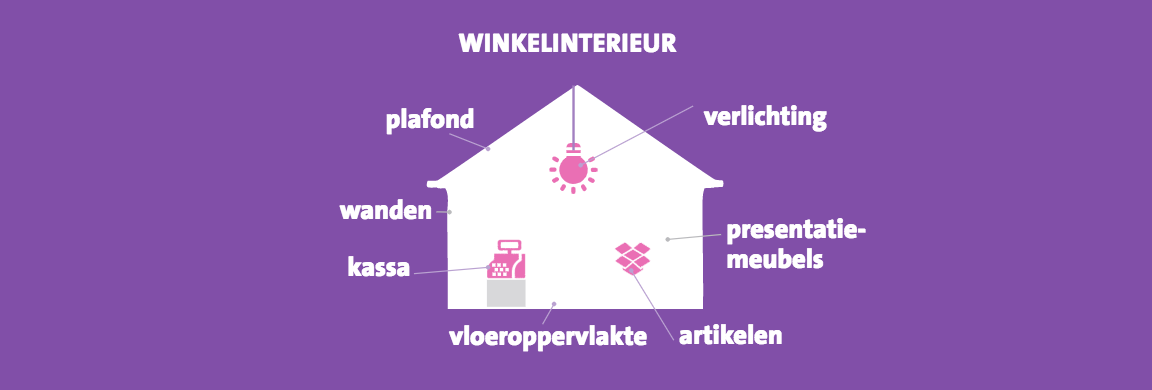 WINKELINTERIEUR
plafond
verlichting
wanden
presentatie-
meubels
kassa
vloeroppervlakte
artikelen